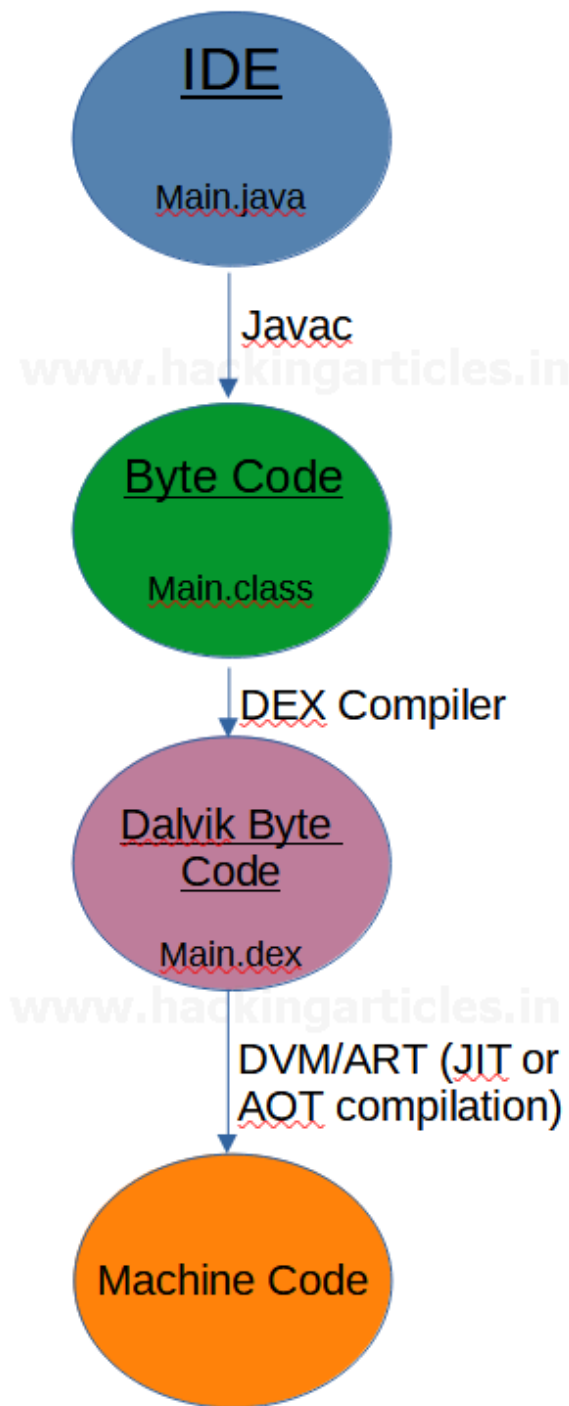 IDE
Main.java
Javac
www.hackingarticles.in
Byte Code
Main.class
DEX Compiler
Dalvik Byte
Code
Main.dex
www.hackingarticles.in
DVM/ART (JIT or
AOT compilation)
Machine Code